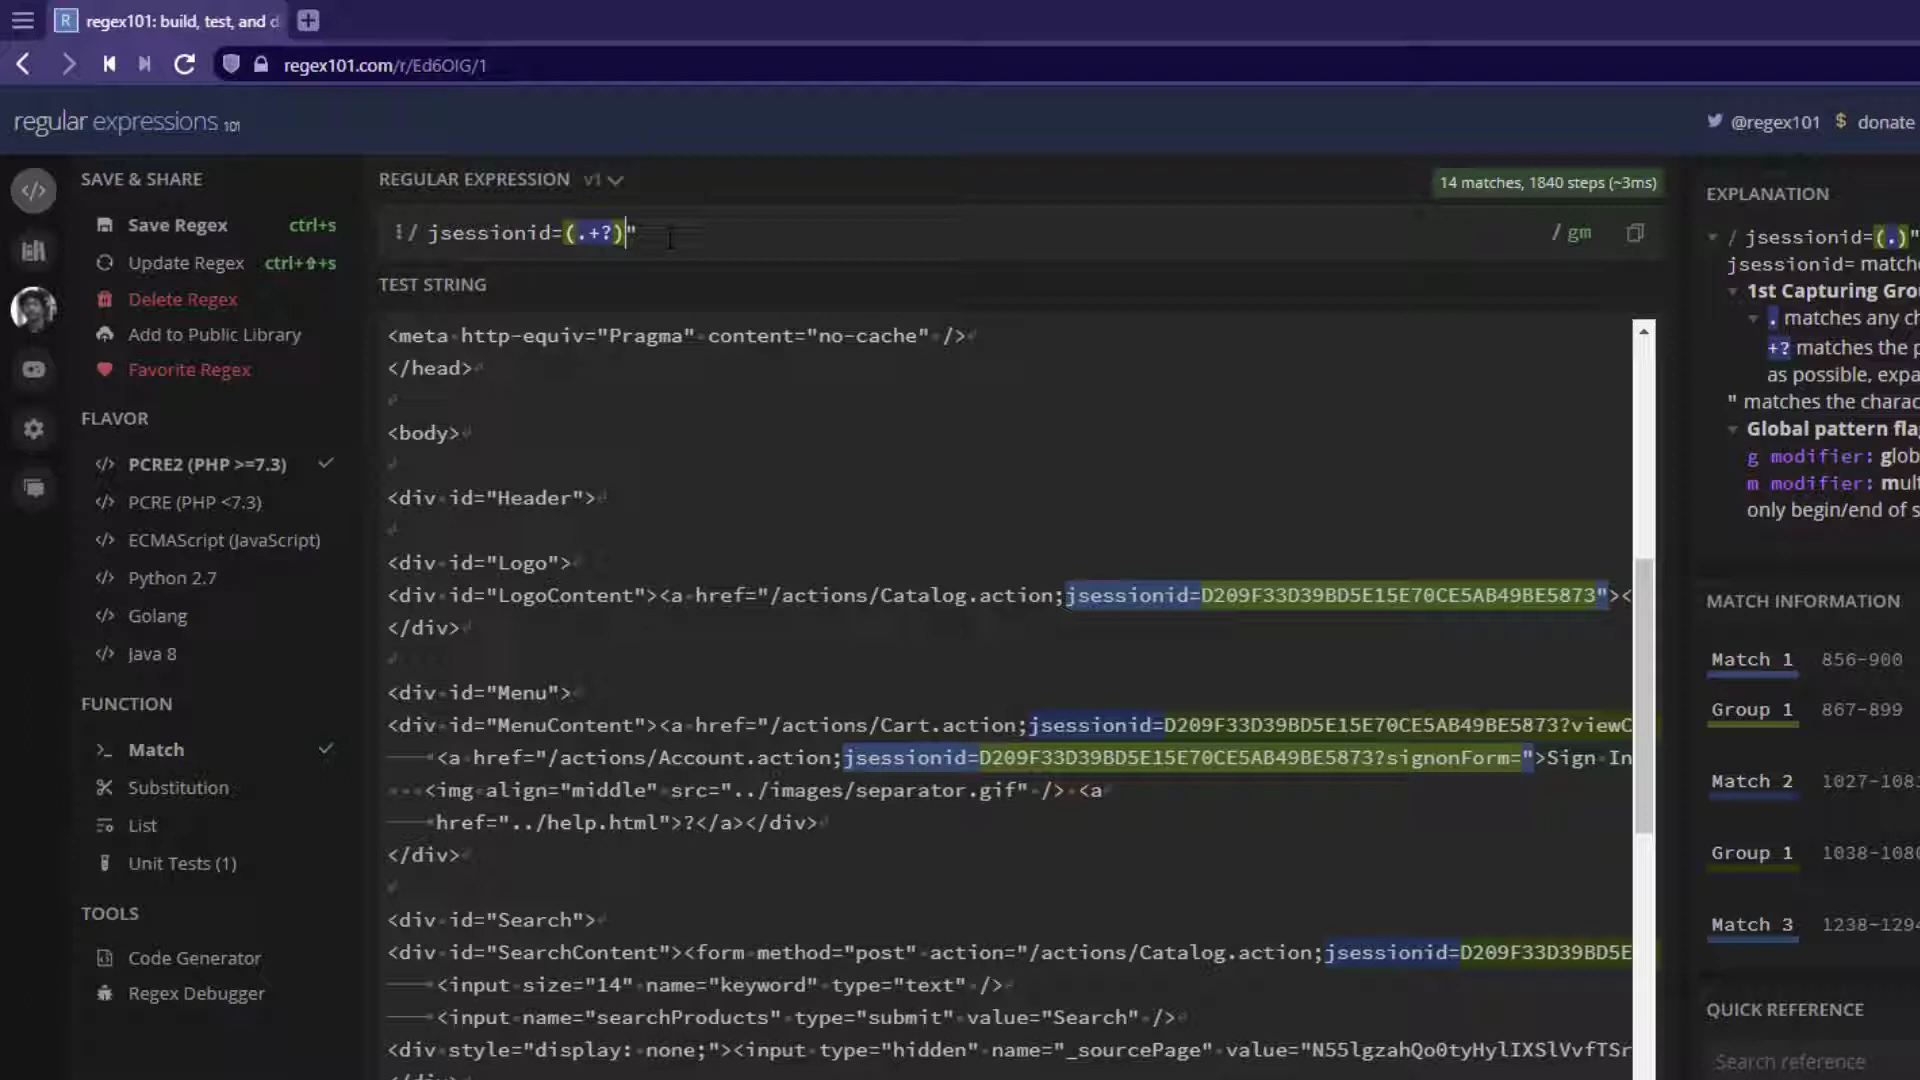 regex101: build, test, and d
regex101.com/r/Ed6OIG/1
regular expressions 101
@regex101 $ donate
SAVE & SHARE
Save Regex ctrl+s
Update Regex ctrl+⇧+s
Delete Regex
Add to Public Library
Favorite Regex
FLAVOR
</> PCRE2 (PHP >=7.3)
</> PCRE (PHP <7.3)
</> ECMAScript (JavaScript)
</> Python 2.7
</> Golang
</> Java 8
FUNCTION
>_ Match
Substitution
List
Unit Tests (1)
TOOLS
Code Generator
Regex Debugger
REGULAR EXPRESSION v1
14 matches, 1840 steps (~3ms)
/ jsessionid=(.+?)" / gm
TEST STRING
<meta http-equiv="Pragma" content="no-cache" />
</head>
<body>
<div id="Header">
<div id="Logo">
<div id="LogoContent"><a href="/actions/Catalog.action;jsessionid=D209F33D39BD5E15E70CE5AB49BE5873"><
</div>
<div id="Menu">
<div id="MenuContent"><a href="/actions/Cart.action;jsessionid=D209F33D39BD5E15E70CE5AB49BE5873?viewC
<a href="/actions/Account.action;jsessionid=D209F33D39BD5E15E70CE5AB49BE5873?signonForm=">Sign In
<img align="middle" src="../images/separator.gif" /> <a
href="../help.html">?</a></div>
</div>
<div id="Search">
<div id="SearchContent"><form method="post" action="/actions/Catalog.action;jsessionid=D209F33D39BD5E
<input size="14" name="keyword" type="text" />
<input name="searchProducts" type="submit" value="Search" />
<div style="display: none;"><input type="hidden" name="_sourcePage" value="N55lgzahQo0tyHylIXSlVvfTSr
</div>
EXPLANATION
/ jsessionid=(.)"
jsessionid= matche
1st Capturing Grou
. matches any ch
+? matches the p
as possible, expa
" matches the charac
Global pattern flag
g modifier: glob
m modifier: mult
only begin/end of s
MATCH INFORMATION
Match 1 856-900
Group 1 867-899
Match 2 1027-1081
Group 1 1038-1080
Match 3 1238-1294
QUICK REFERENCE
Search reference